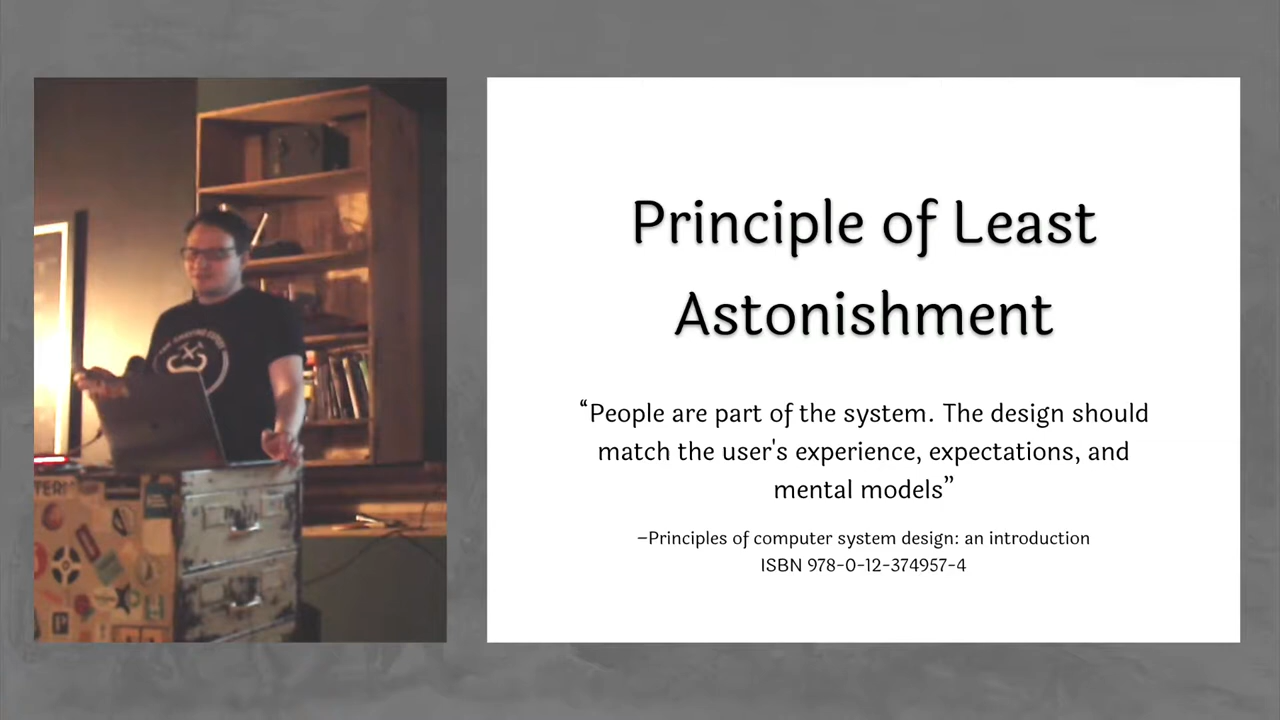 Principle of Least
Astonishment
“People are part of the system. The design should
match the user's experience, expectations, and
mental models”
–Principles of computer system design: an introduction
ISBN 978-0-12-374957-4